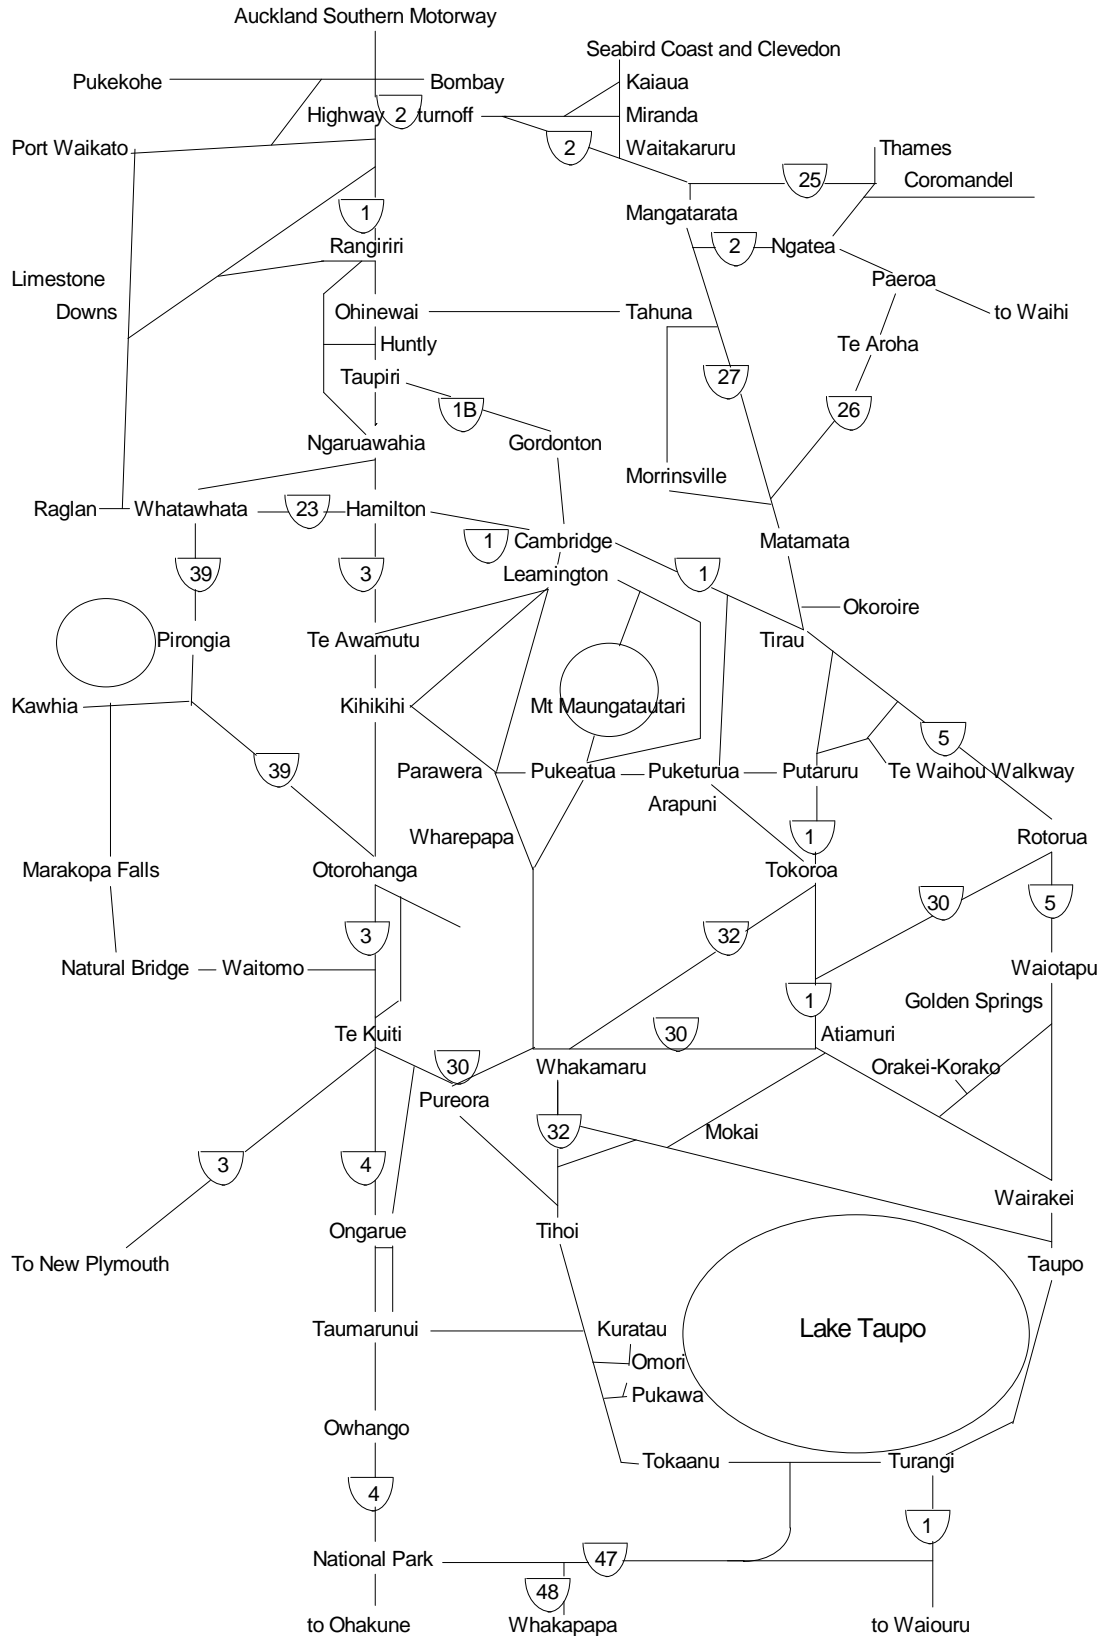 Auckland Southern Motorway
Seabird Coast and Clevedon
Pukekohe
Bombay
Kaiaua
Highway 2 turnoff
Miranda
2
Port Waikato
Waitakaruru
Thames
25
Coromandel
1
Mangatarata
Rangiriri
2
Ngatea
Limestone
Downs
Paeroa
Ohinewai
Tahuna
to Waihi
Huntly
Te Aroha
Taupiri
27
1B
26
Ngaruawahia
Gordonton
Morrinsville
Raglan
Whatawhata
23
Hamilton
1
Cambridge
Matamata
39
3
Leamington
1
Okoroire
Pirongia
Te Awamutu
Tirau
Kawhia
Kihikihi
Mt Maungatautari
5
39
Parawera
Pukeatua
Puketurua
Putaruru
Te Waihou Walkway
Arapuni
Wharepapa
1
Rotorua
Marakopa Falls
Otorohanga
Tokoroa
30
5
3
32
Natural Bridge
Waitomo
Waiotapu
1
Golden Springs
Te Kuiti
30
Atiamuri
30
Whakamaru
Orakei-Korako
Pureora
32
Mokai
3
4
Wairakei
Ongarue
Tihoi
To New Plymouth
Taupo
Taumarunui
Kuratau
Lake Taupo
Omori
Pukawa
Owhango
Tokaanu
Turangi
4
1
National Park
47
48
to Ohakune
Whakapapa
to Waiouru